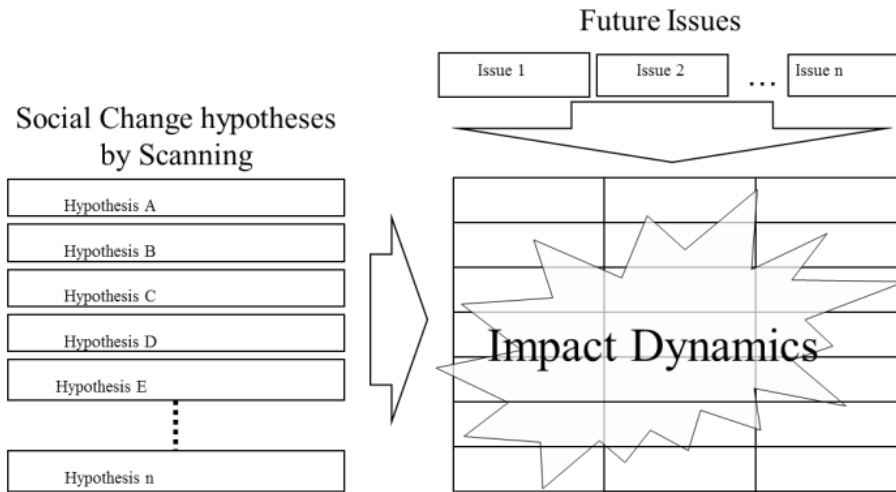 Future Issues
Issue 1
Issue 2
...
Issue n
Social Change hypotheses
by Scanning
Hypothesis A
Hypothesis B
Hypothesis C
Hypothesis D
Hypothesis E
Hypothesis n
Impact Dynamics